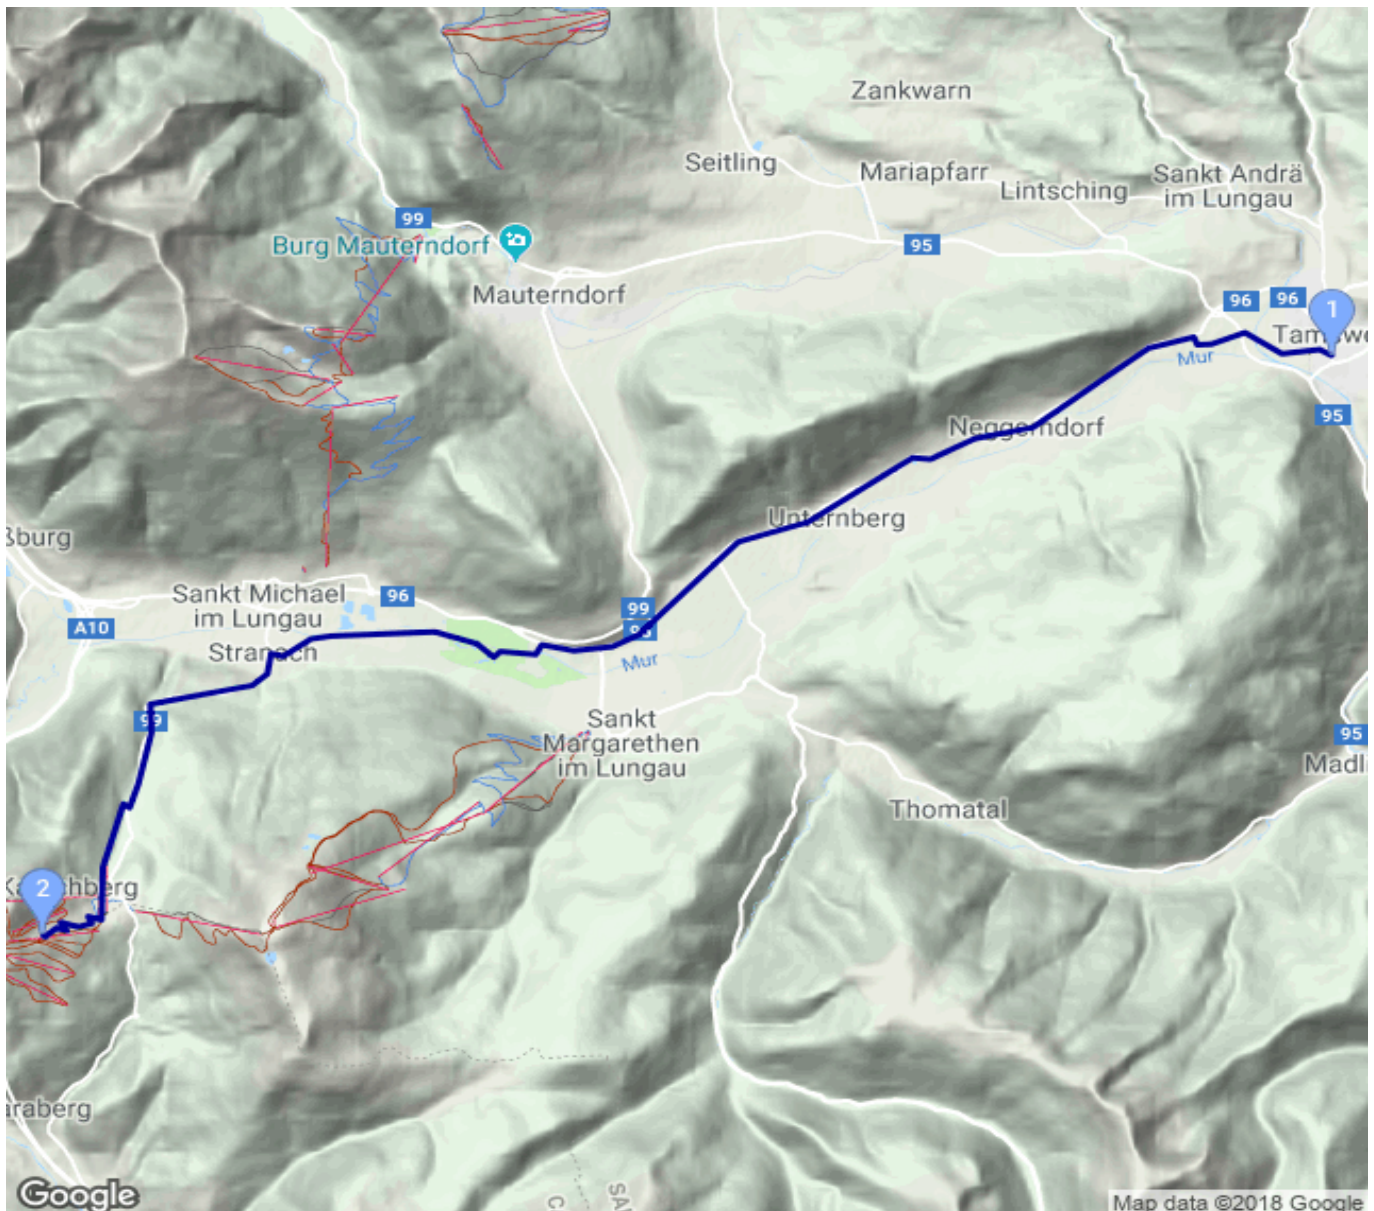 Zankwarn
Seitling
Mariapfarr
Lintsching
Sankt Andrä
im Lungau
99
Burg Mauterndorf
95
Mauterndorf
96
96
1
Mur
95
Neggerndorf
Unternberg
ßburg
Sankt Michael
im Lungau
96
99
A10
Mur
99
Sankt
Margarethen
im Lungau
95
Thomatal
2
Google
Map data ©2018 Google